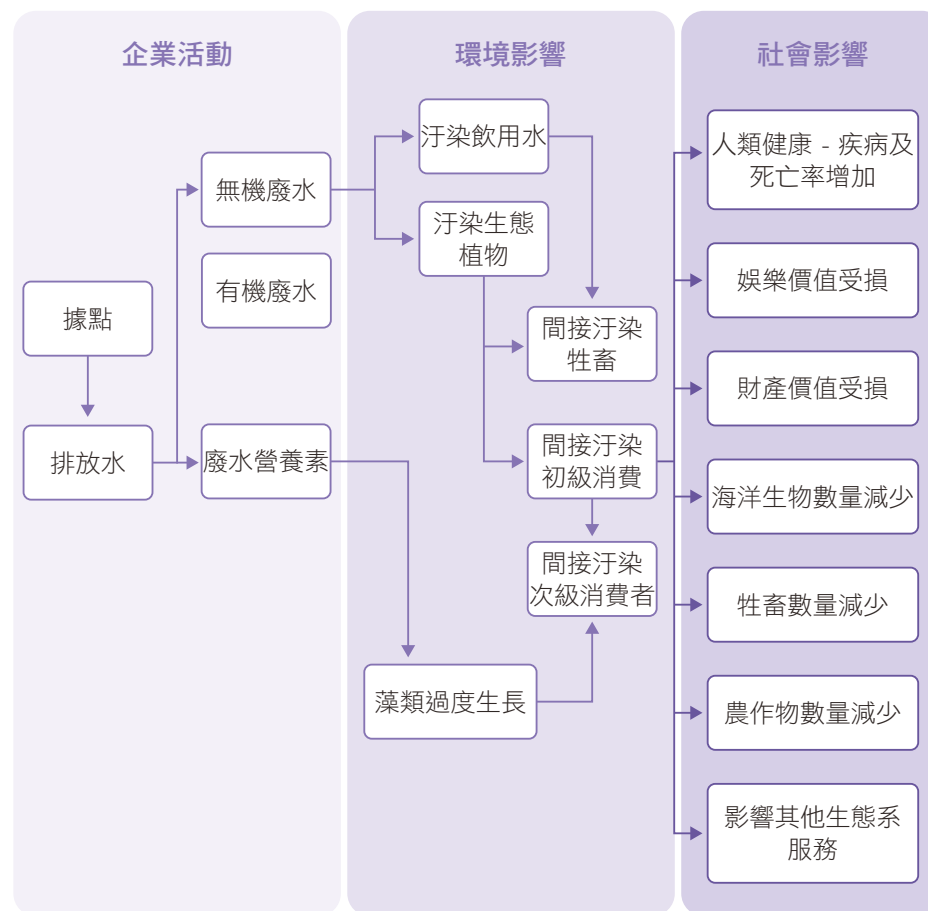 企業活動
環境影響
社會影響
據點
排放水
無機廢水
有機廢水
廢水營養素
汙染飲用水
汙染生態
植物
間接汙染
牲畜
間接汙染
初級消費
間接汙染
次級消費者
藻類過度生長
人類健康 - 疾病及
死亡率增加
娛樂價值受損
財產價值受損
海洋生物數量減少
牲畜數量減少
農作物數量減少
影響其他生態系
服務